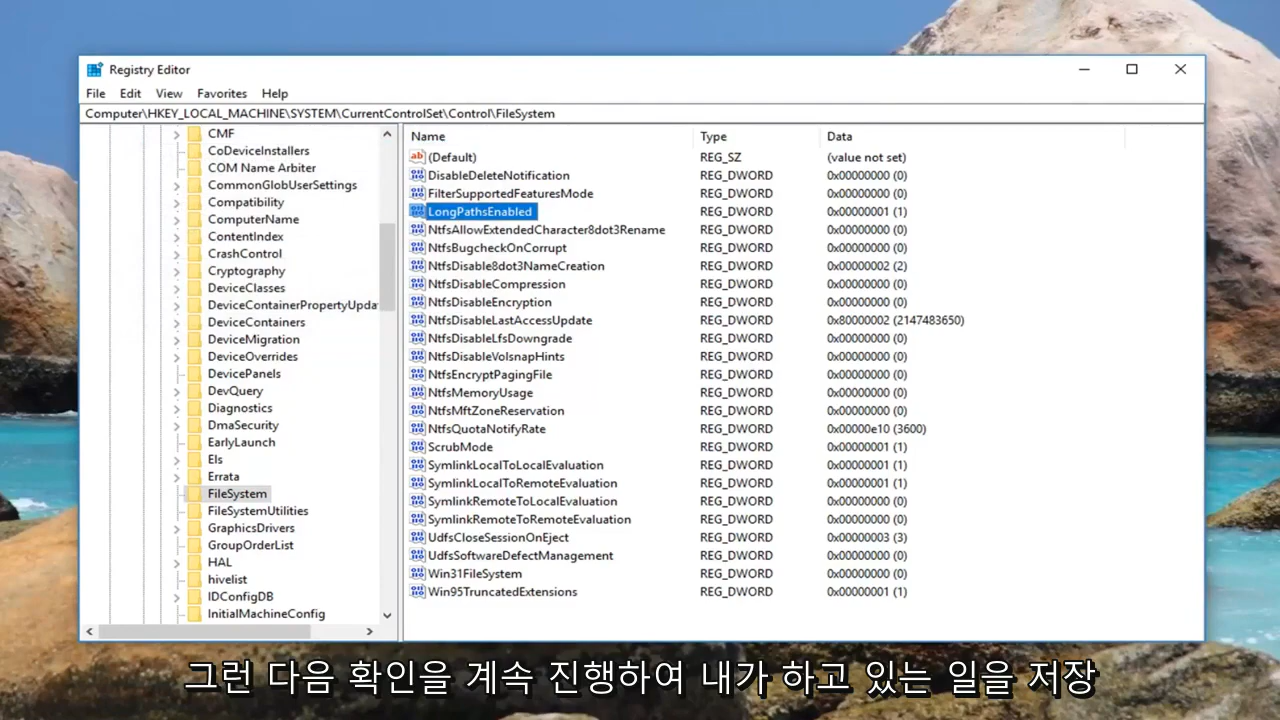 Registry Editor
File Edit View Favorites Help
Computer\HKEY_LOCAL_MACHINE\SYSTEM\CurrentControlSet\Control\FileSystem
CMF
CoDeviceInstallers
COM Name Arbiter
CommonGlobUserSettings
Compatibility
ComputerName
ContentIndex
CrashControl
Cryptography
DeviceClasses
DeviceContainerPropertyUpda
DeviceContainers
DeviceMigration
DeviceOverrides
DevicePanels
DevQuery
Diagnostics
DmaSecurity
EarlyLaunch
Els
Errata
FileSystem
FileSystemUtilities
GraphicsDrivers
GroupOrderList
HAL
hivelist
IDConfigDB
InitialMachineConfig
Name Type Data
ab (Default) REG_SZ (value not set)
DisableDeleteNotification REG_DWORD 0x00000000 (0)
FilterSupportedFeaturesMode REG_DWORD 0x00000000 (0)
LongPathsEnabled REG_DWORD 0x00000001 (1)
NtfsAllowExtendedCharacter8dot3Rename REG_DWORD 0x00000000 (0)
NtfsBugcheckOnCorrupt REG_DWORD 0x00000000 (0)
NtfsDisable8dot3NameCreation REG_DWORD 0x00000002 (2)
NtfsDisableCompression REG_DWORD 0x00000000 (0)
NtfsDisableEncryption REG_DWORD 0x00000000 (0)
NtfsDisableLastAccessUpdate REG_DWORD 0x80000002 (2147483650)
NtfsDisableLfsDowngrade REG_DWORD 0x00000000 (0)
NtfsDisableVolsnapHints REG_DWORD 0x00000000 (0)
NtfsEncryptPagingFile REG_DWORD 0x00000000 (0)
NtfsMemoryUsage REG_DWORD 0x00000000 (0)
NtfsMftZoneReservation REG_DWORD 0x00000000 (0)
NtfsQuotaNotifyRate REG_DWORD 0x00000e10 (3600)
ScrubMode REG_DWORD 0x00000001 (1)
SymlinkLocalToLocalEvaluation REG_DWORD 0x00000001 (1)
SymlinkLocalToRemoteEvaluation REG_DWORD 0x00000001 (1)
SymlinkRemoteToLocalEvaluation REG_DWORD 0x00000000 (0)
SymlinkRemoteToRemoteEvaluation REG_DWORD 0x00000000 (0)
UdfsCloseSessionOnEject REG_DWORD 0x00000003 (3)
UdfsSoftwareDefectManagement REG_DWORD 0x00000000 (0)
Win31FileSystem REG_DWORD 0x00000000 (0)
Win95TruncatedExtensions REG_DWORD 0x00000001 (1)
그런 다음 확인을 계속 진행하여 내가 하고 있는 일을 저장